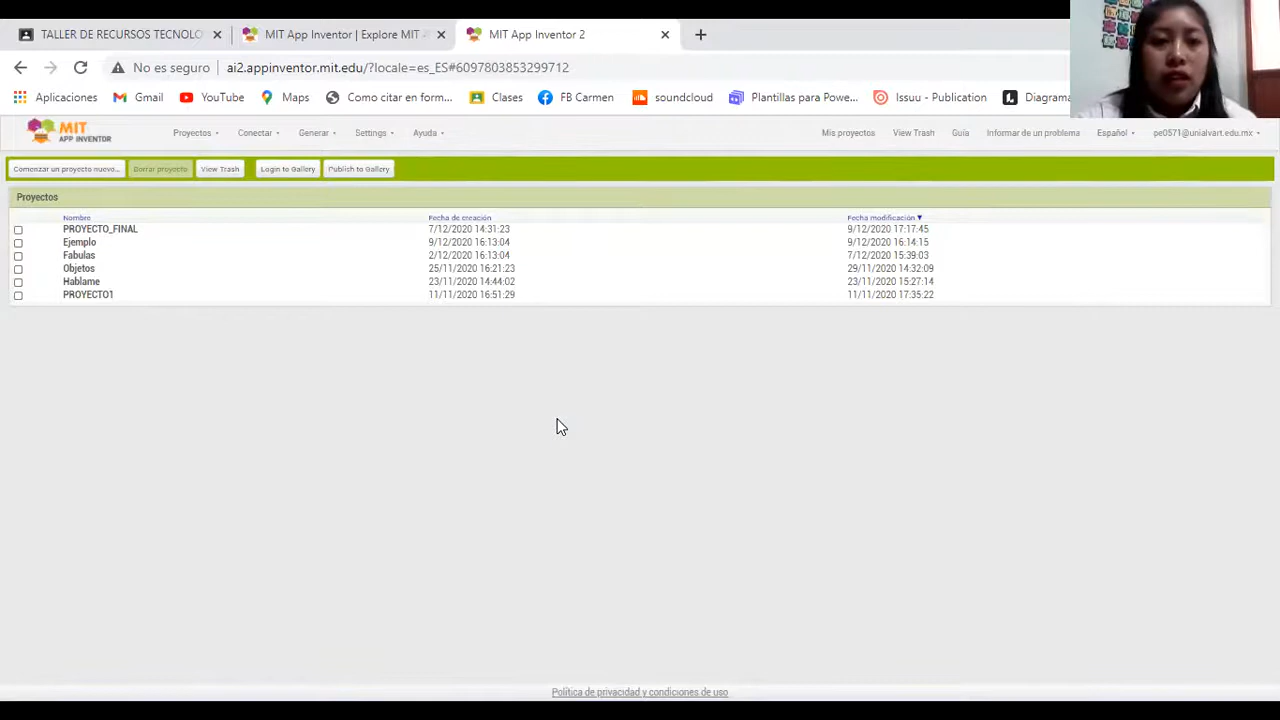 TALLER DE RECURSOS TECNOLO
MIT App Inventor | Explore MIT
MIT App Inventor 2
No es seguro
ai2.appinventor.mit.edu/?locale=es_ES#6097803853299712
Aplicaciones Gmail YouTube Maps Como citar en form... Clases FB Carmen soundcloud Plantillas para Powe... Issuu - Publication Diagrama
MIT
APP INVENTOR
Proyectos Conectar Generar Settings Ayuda Mis proyectos View Trash Guía Informar de un problema Español pe0571@unialvart.edu.mx
Comenzar un proyecto nuevo... Borrar proyecto View Trash Login to Gallery Publish to Gallery
Proyectos
Nombre Fecha de creación Fecha modificación ▼
PROYECTO_FINAL 7/12/2020 14:31:23 9/12/2020 17:17:45
Ejemplo 9/12/2020 16:13:04 9/12/2020 16:14:15
Fabulas 2/12/2020 16:13:04 7/12/2020 15:39:03
Objetos 25/11/2020 16:21:23 29/11/2020 14:32:09
Hablame 23/11/2020 14:44:02 23/11/2020 15:27:14
PROYECTO1 11/11/2020 16:51:29 11/11/2020 17:35:22
Política de privacidad y condiciones de uso